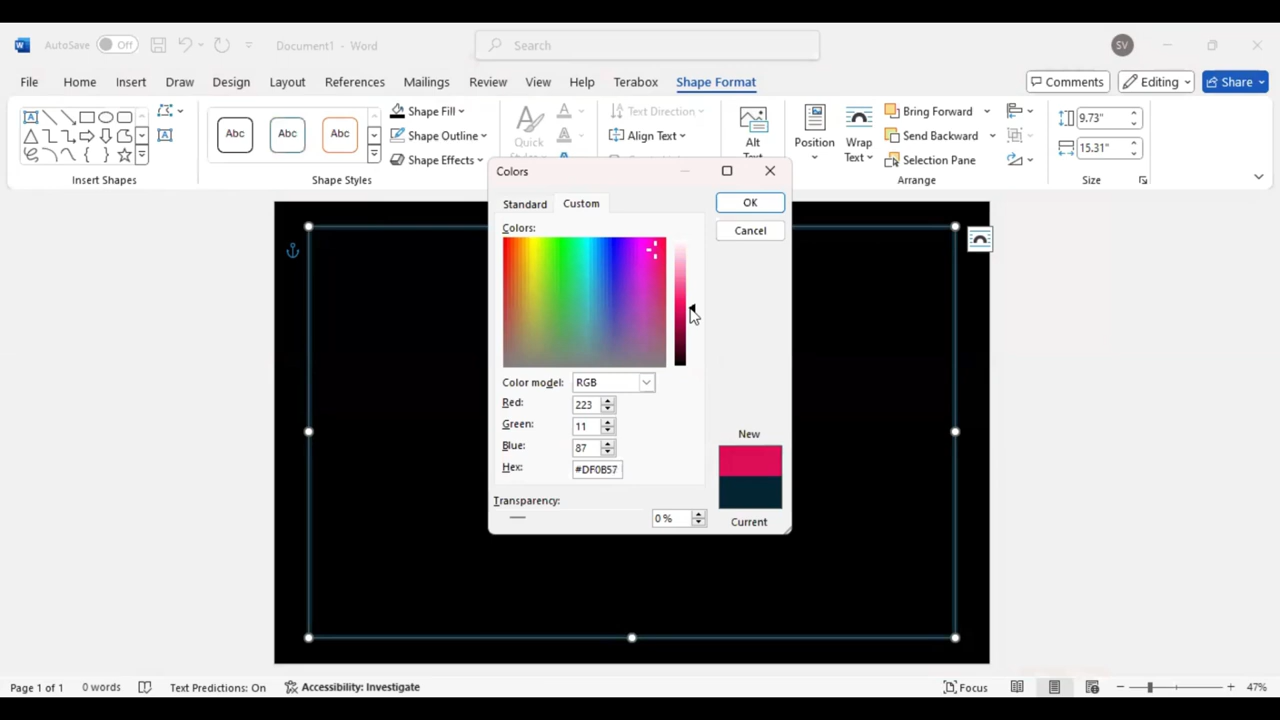 AutoSave Off Document1 - Word Search SV
File Home Insert Draw Design Layout References Mailings Review View Help Terabox Shape Format Comments Editing Share
Abc Abc Abc Shape Fill Text Direction Bring Forward 9.73"
Shape Outline Quick Align Text Alt Position Wrap Send Backward 15.31"
Shape Effects Text Selection Pane
Insert Shapes Shape Styles Arrange Size
Colors
Standard Custom OK
Colors: Cancel
Color model: RGB
Red: 223
Green: 11
Blue: 87
Hex: #DF0B57
New
Transparency:
0 %
Current
Page 1 of 1 0 words Text Predictions: On Accessibility: Investigate Focus 47%